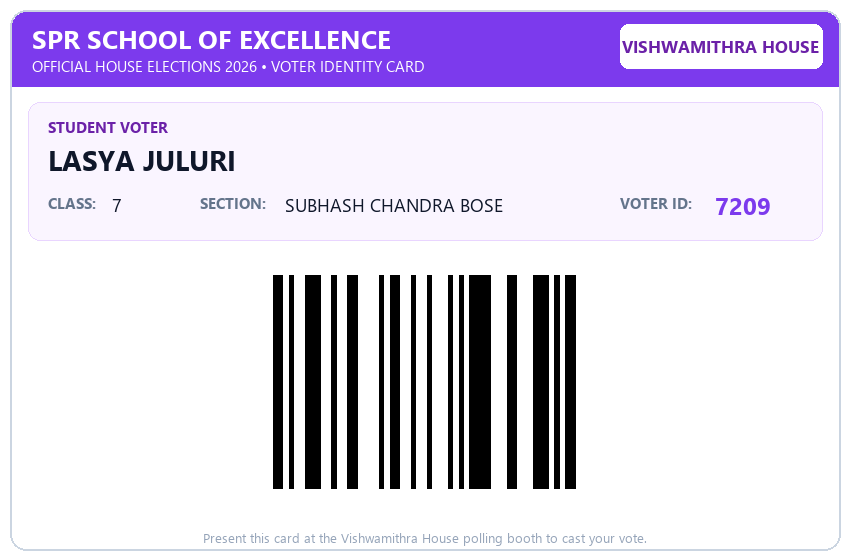 SPR SCHOOL OF EXCELLENCE
OFFICIAL HOUSE ELECTIONS 2026 • VOTER IDENTITY CARD
VISHWAMITHRA HOUSE
STUDENT VOTER
LASYA JULURI
CLASS: 7 SECTION: SUBHASH CHANDRA BOSE VOTER ID: 7209
Present this card at the Vishwamithra House polling booth to cast your vote.